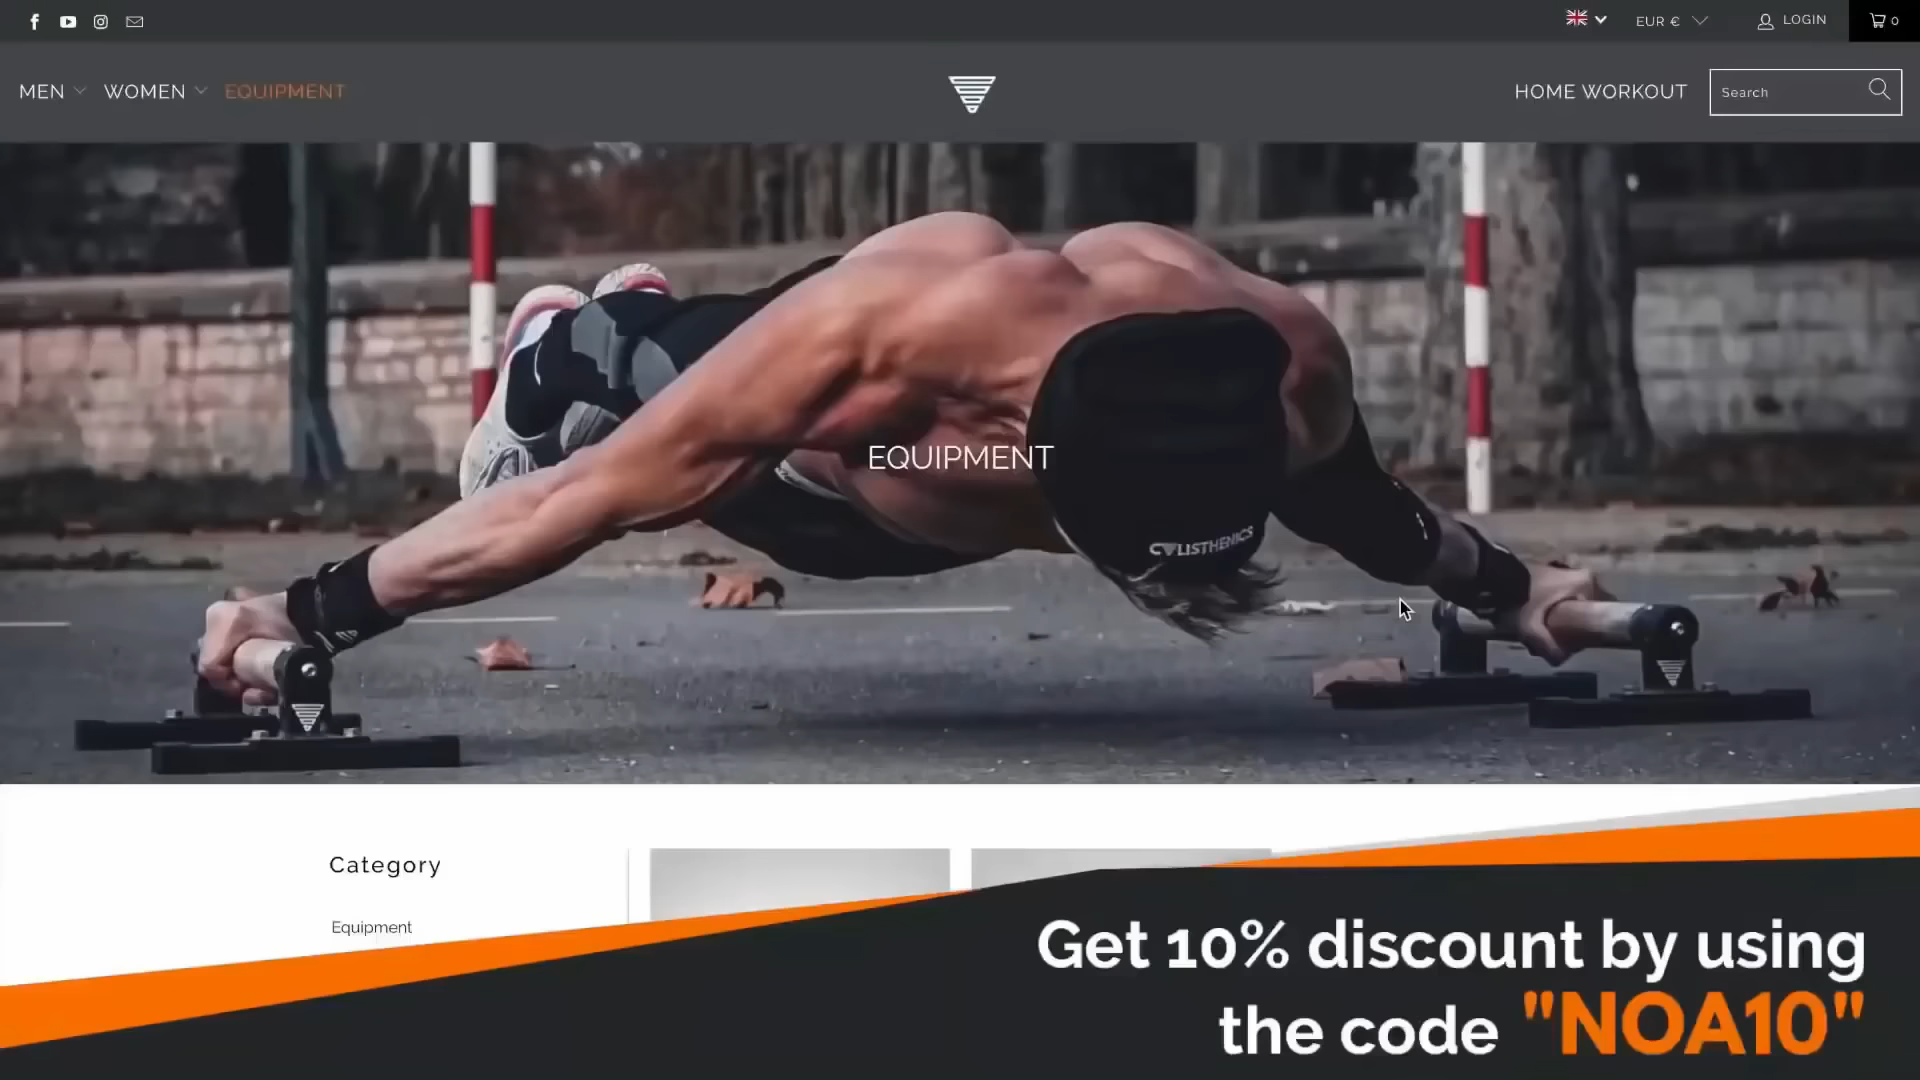 EUR €
LOGIN
0
MEN
WOMEN
EQUIPMENT
HOME WORKOUT
Search
EQUIPMENT
CALISTHENICS
Category
Equipment
Get 10% discount by using
the code "NOA10"